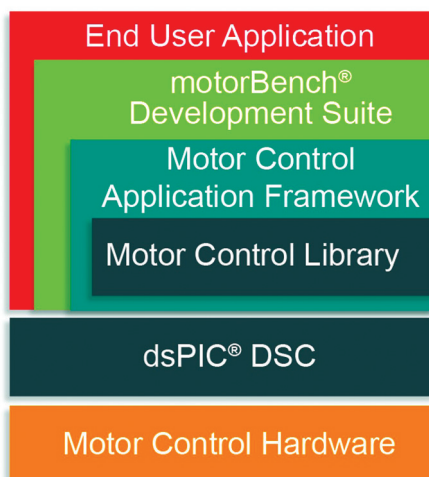 End User Application
motorBench®
Development Suite
Motor Control
Application Framework
Motor Control Library
dsPIC® DSC
Motor Control Hardware